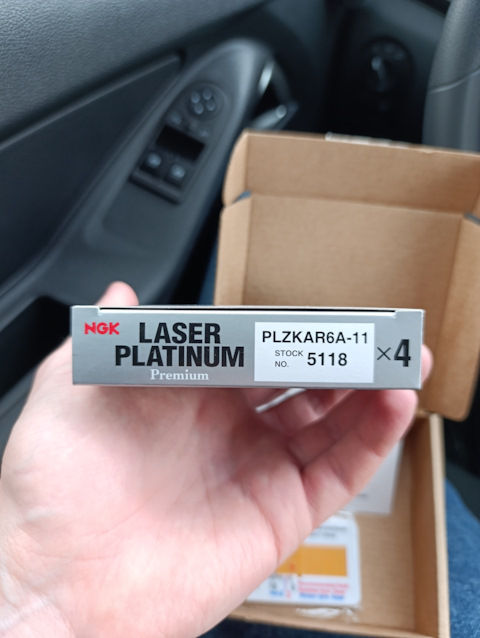 NGK
LASER
PLATINUM
Premium
PLZKAR6A-11
STOCK
NO. 5118
×4